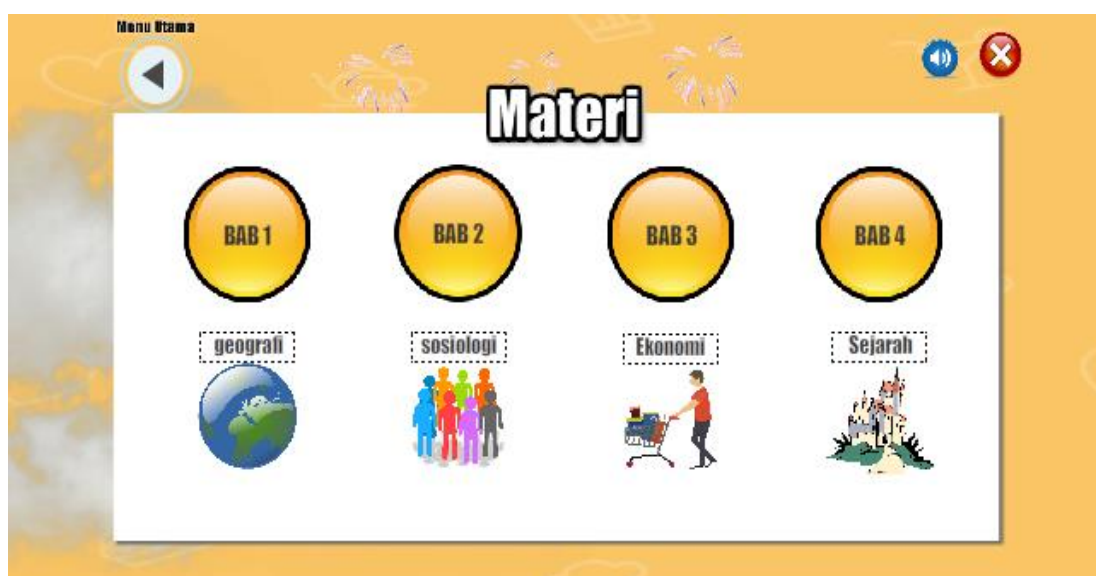 Menu Utama
Materi
BAB 1
BAB 2
BAB 3
BAB 4
geografi
sosiologi
Ekonomi
Sejarah